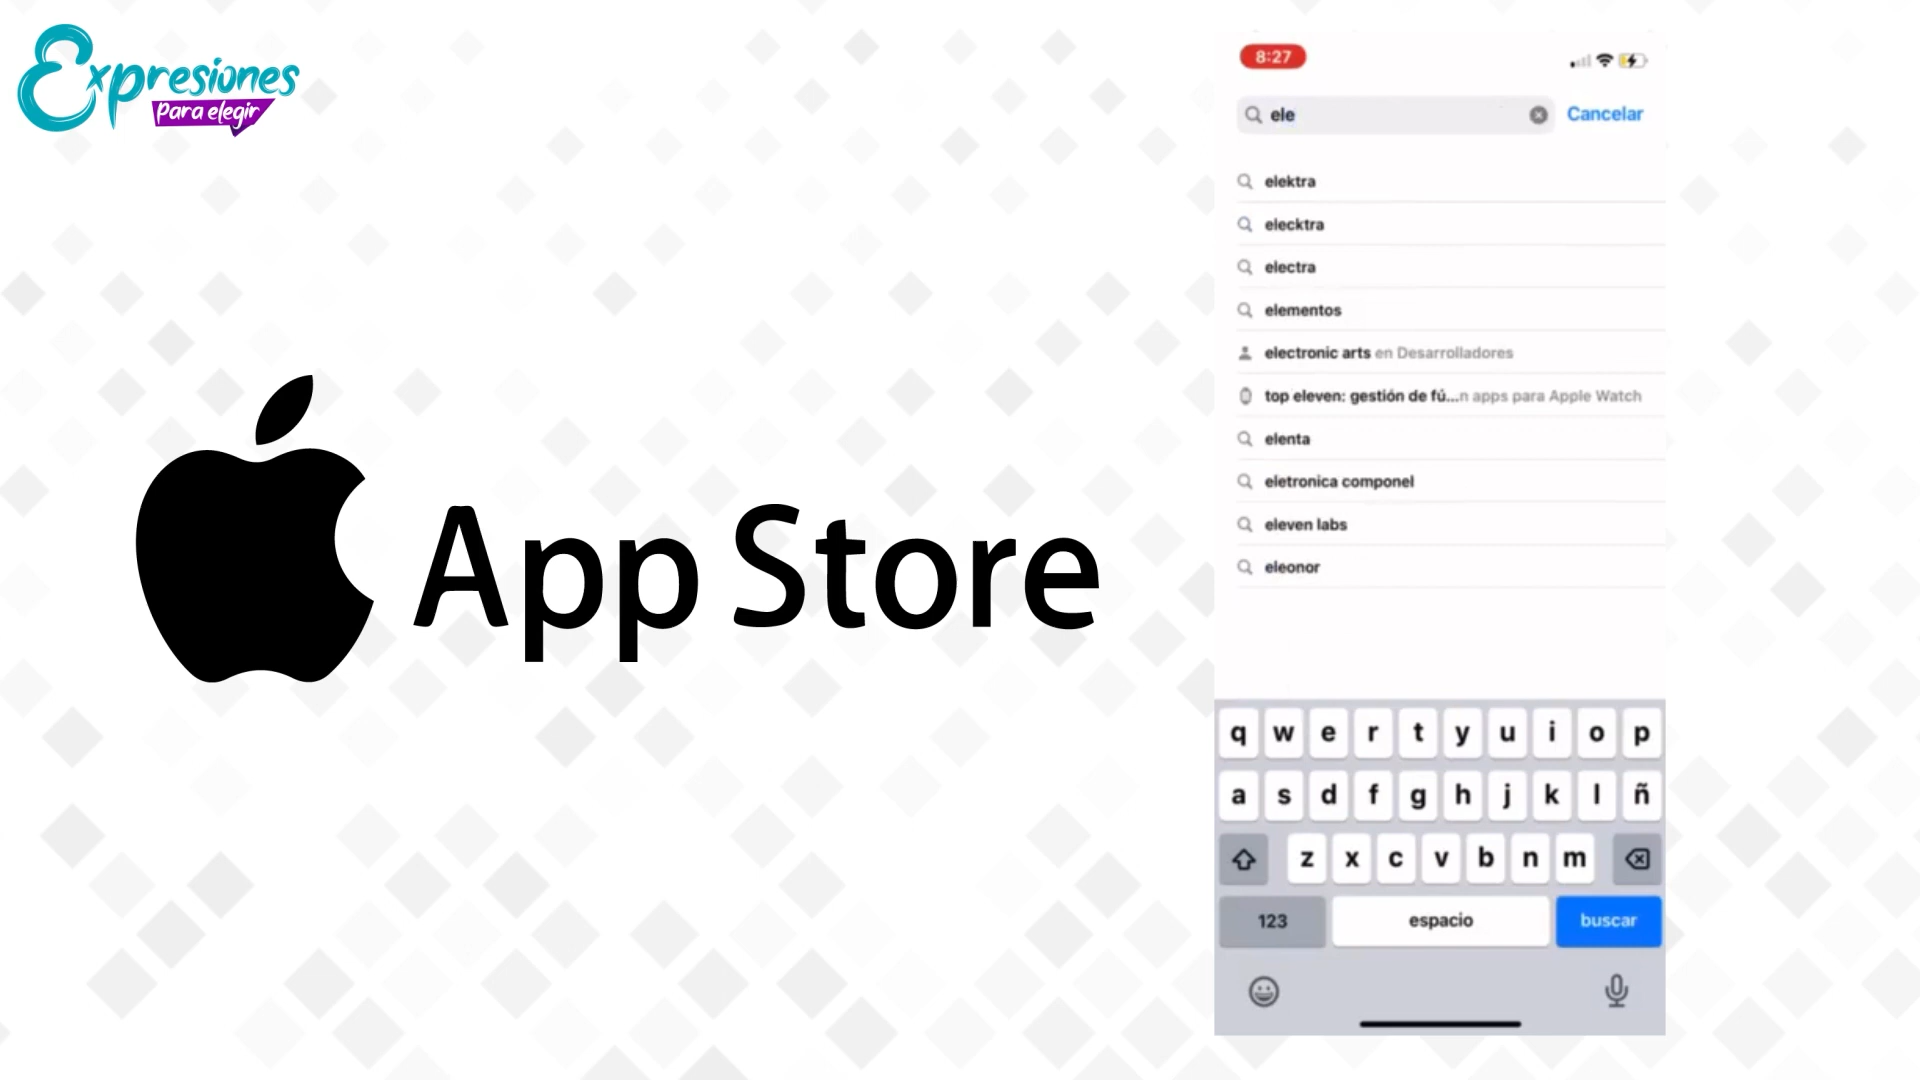 Expresiones
Para elegir
App Store
8:27
ele
Cancelar
elektra
elecktra
electra
elementos
electronic arts en Desarrolladores
top eleven: gestión de fú...n apps para Apple Watch
elenta
eletronica componel
eleven labs
eleonor
q w e r t y u i o p
a s d f g h j k l ñ
z x c v b n m
123 espacio buscar